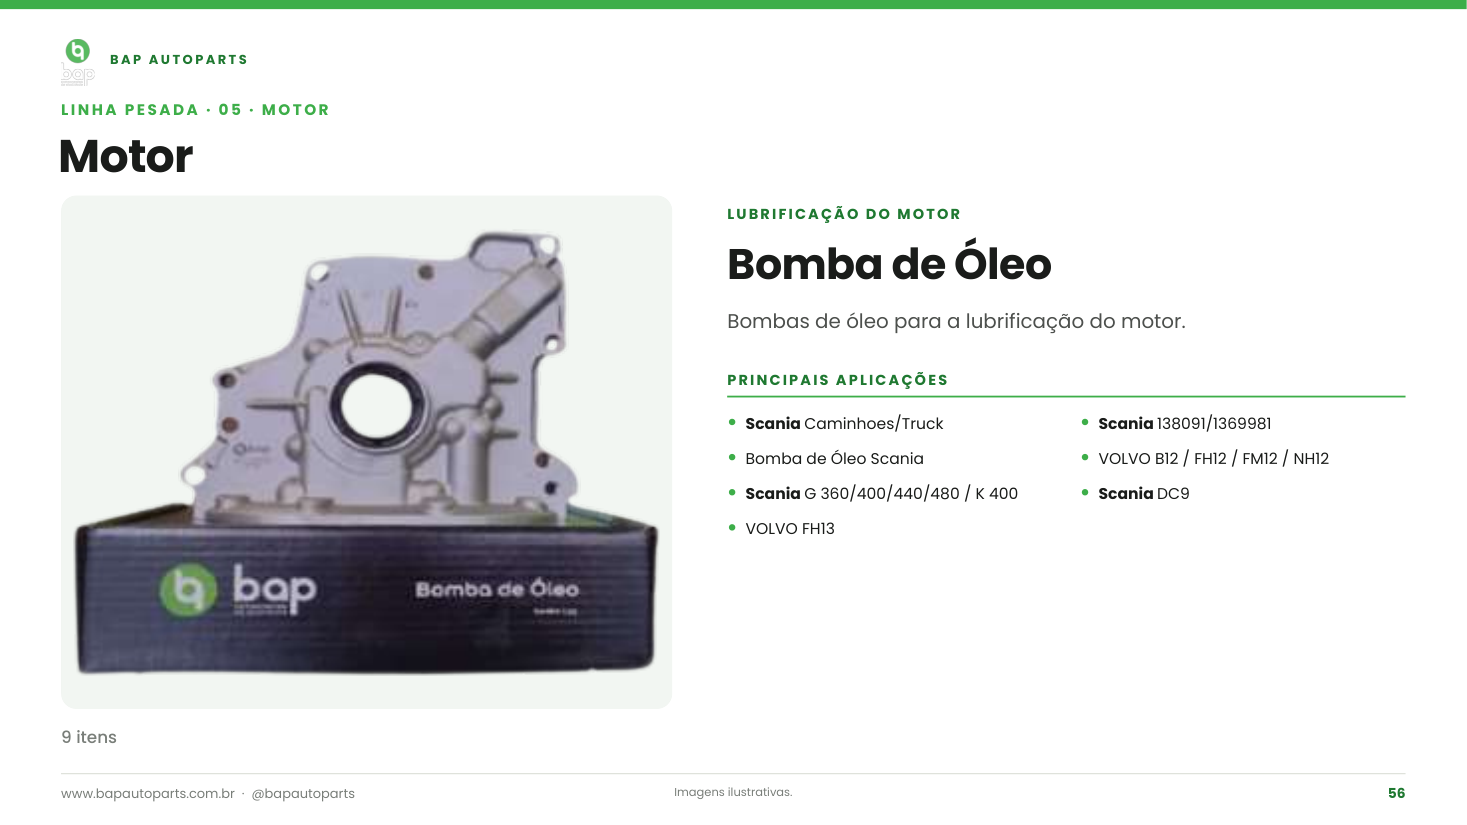 bap
BAP AUTOPARTS
LINHA PESADA · 05 · MOTOR
Motor
bap
Bomba de Óleo
9 itens
LUBRIFICAÇÃO DO MOTOR
Bomba de Óleo
Bombas de óleo para a lubrificação do motor.
PRINCIPAIS APLICAÇÕES
Scania Caminhoes/Truck
Bomba de Óleo Scania
Scania G 360/400/440/480 / K 400
VOLVO FH13
Scania 138091/1369981
VOLVO B12 / FH12 / FM12 / NH12
Scania DC9
www.bapautoparts.com.br · @bapautoparts
Imagens ilustrativas.
56